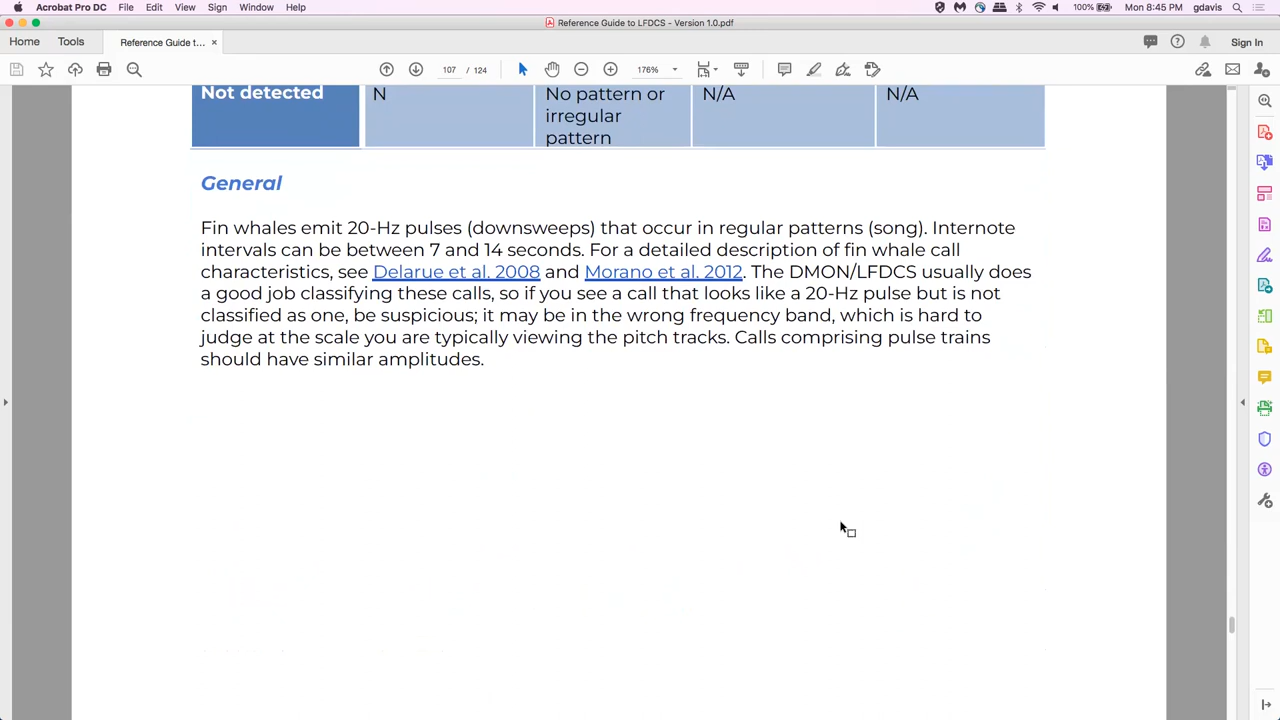 Acrobat Pro DC File Edit View Sign Window Help 100% Mon 8:45 PM gdavis
Reference Guide to LFDCS - Version 1.0.pdf
Home Tools Reference Guide t... × Sign In
107 / 124 176%
Not detected N No pattern or N/A N/A
irregular
pattern
General
Fin whales emit 20-Hz pulses (downsweeps) that occur in regular patterns (song). Internote
intervals can be between 7 and 14 seconds. For a detailed description of fin whale call
characteristics, see Delarue et al. 2008 and Morano et al. 2012. The DMON/LFDCS usually does
a good job classifying these calls, so if you see a call that looks like a 20-Hz pulse but is not
classified as one, be suspicious; it may be in the wrong frequency band, which is hard to
judge at the scale you are typically viewing the pitch tracks. Calls comprising pulse trains
should have similar amplitudes.